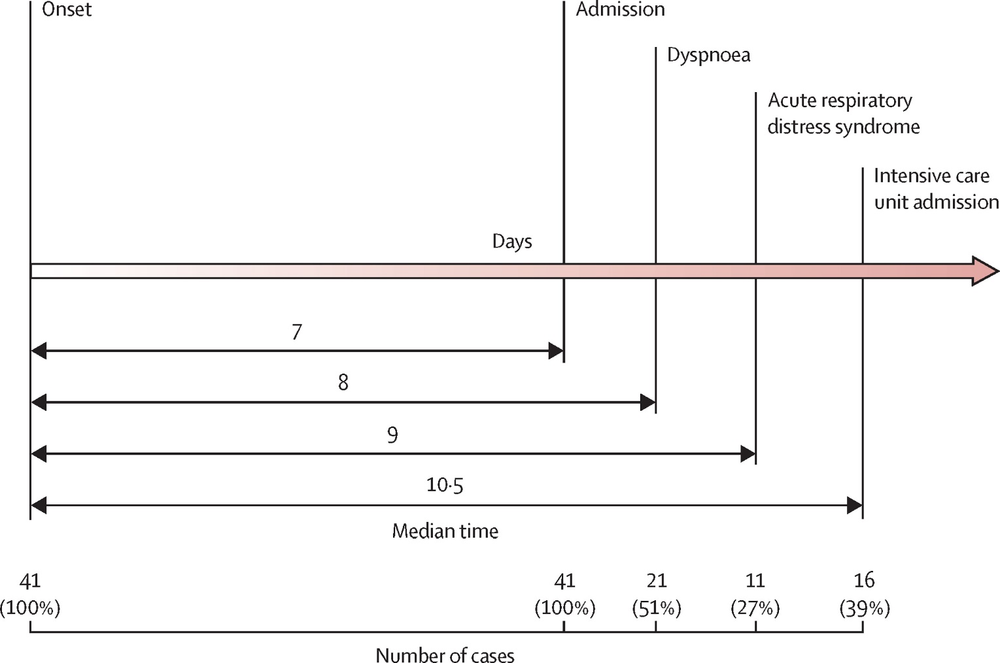 Onset
Admission
Dyspnoea
Acute respiratory
distress syndrome
Intensive care
unit admission
Days
7
8
9
10·5
Median time
41 41 21 11 16
(100%) (100%) (51%) (27%) (39%)
Number of cases